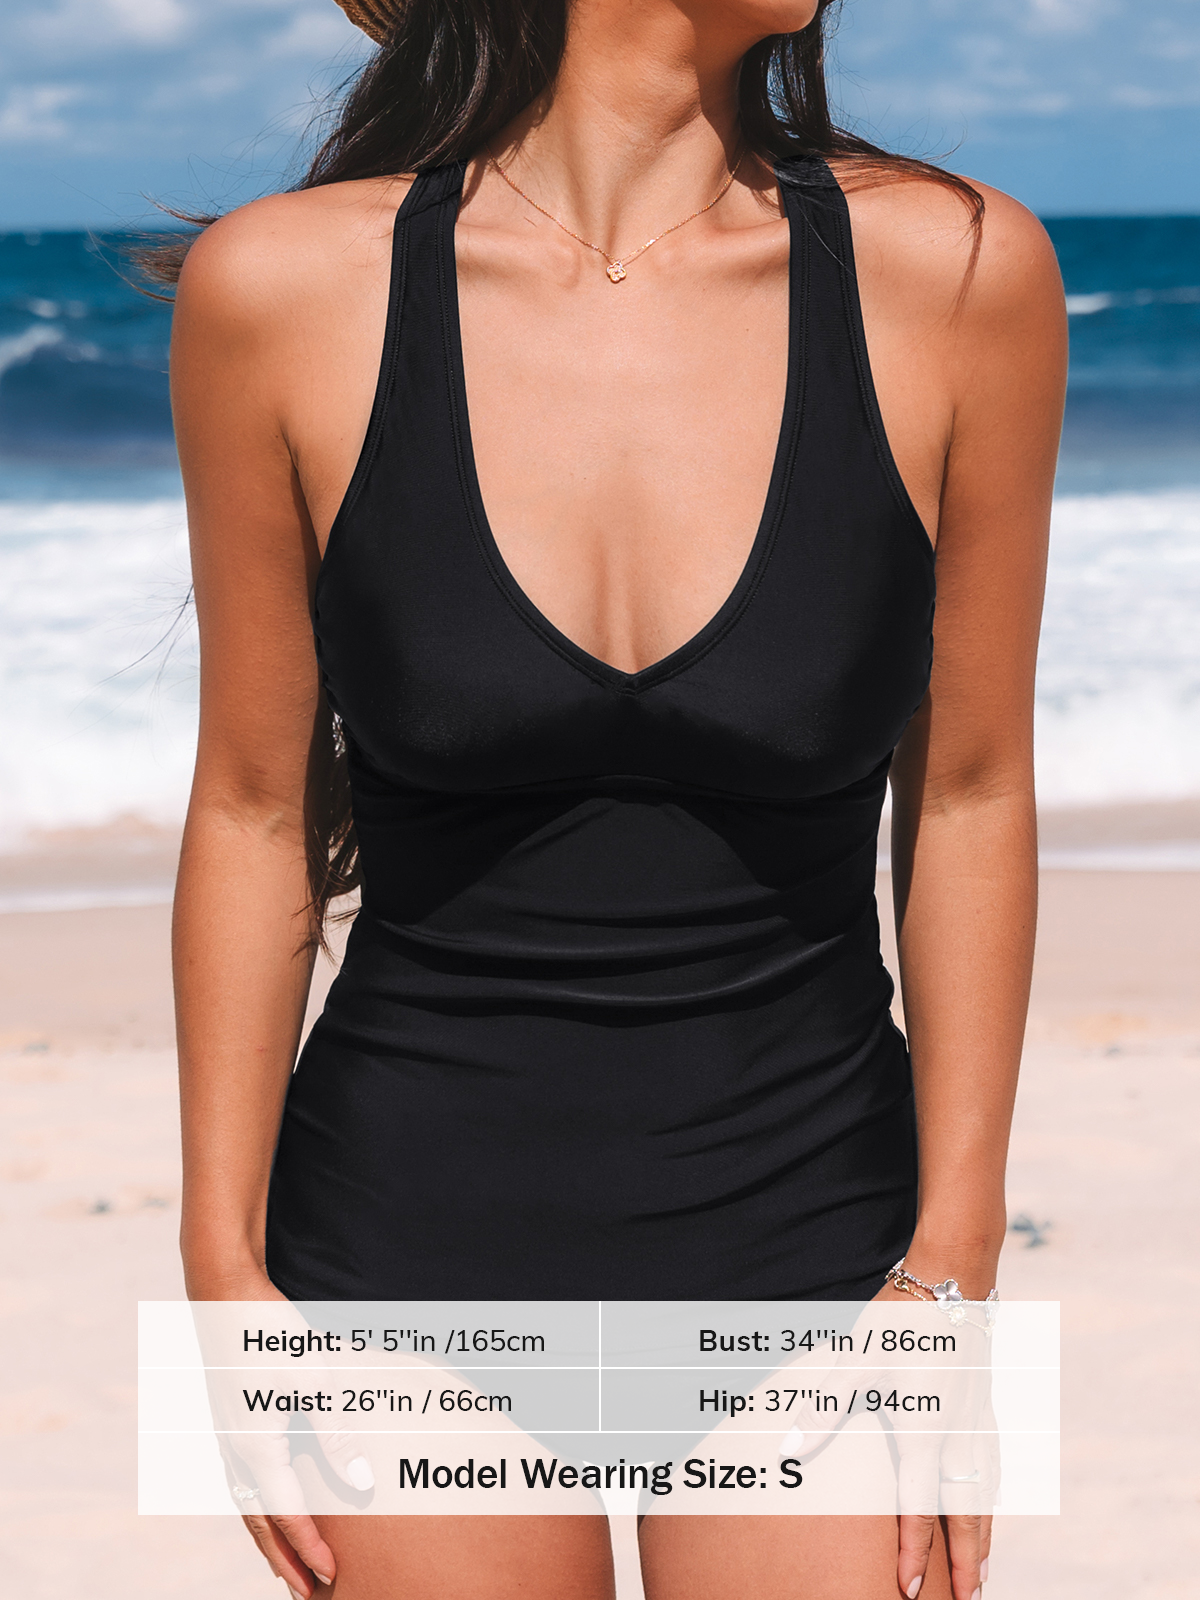 Height: 5' 5''in /165cm
Bust: 34''in / 86cm
Waist: 26''in / 66cm
Hip: 37''in / 94cm
Model Wearing Size: S